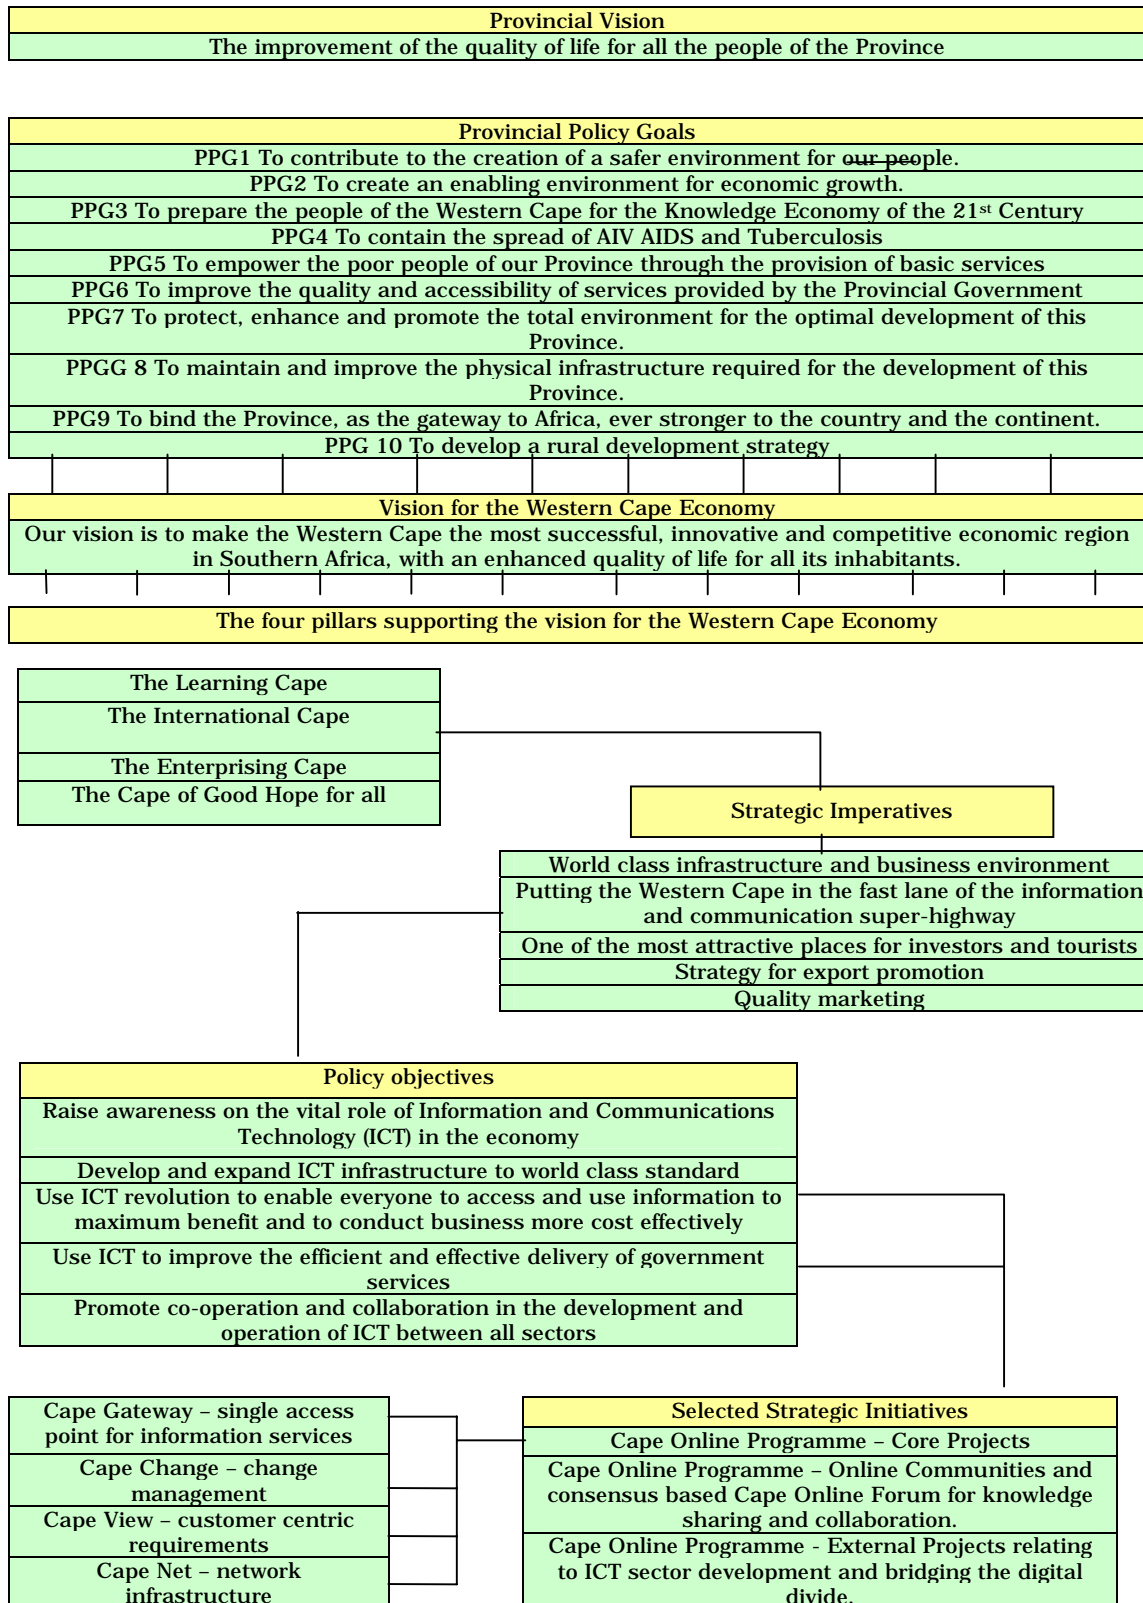 Provincial Vision
The improvement of the quality of life for all the people of the Province
Provincial Policy Goals
PPG1 To contribute to the creation of a safer environment for our people.
PPG2 To create an enabling environment for economic growth.
PPG3 To prepare the people of the Western Cape for the Knowledge Economy of the 21st Century
PPG4 To contain the spread of AIV AIDS and Tuberculosis
PPG5 To empower the poor people of our Province through the provision of basic services
PPG6 To improve the quality and accessibility of services provided by the Provincial Government
PPG7 To protect, enhance and promote the total environment for the optimal development of this
Province.
PPGG 8 To maintain and improve the physical infrastructure required for the development of this
Province.
PPG9 To bind the Province, as the gateway to Africa, ever stronger to the country and the continent.
PPG 10 To develop a rural development strategy
Vision for the Western Cape Economy
Our vision is to make the Western Cape the most successful, innovative and competitive economic region
in Southern Africa, with an enhanced quality of life for all its inhabitants.
The four pillars supporting the vision for the Western Cape Economy
The Learning Cape
The International Cape
The Enterprising Cape
The Cape of Good Hope for all
Strategic Imperatives
World class infrastructure and business environment
Putting the Western Cape in the fast lane of the information
and communication super-highway
One of the most attractive places for investors and tourists
Strategy for export promotion
Quality marketing
Policy objectives
Raise awareness on the vital role of Information and Communications
Technology (ICT) in the economy
Develop and expand ICT infrastructure to world class standard
Use ICT revolution to enable everyone to access and use information to
maximum benefit and to conduct business more cost effectively
Use ICT to improve the efficient and effective delivery of government
services
Promote co-operation and collaboration in the development and
operation of ICT between all sectors
Cape Gateway – single access
point for information services
Cape Change – change
management
Cape View – customer centric
requirements
Cape Net – network
infrastructure
Selected Strategic Initiatives
Cape Online Programme – Core Projects
Cape Online Programme – Online Communities and
consensus based Cape Online Forum for knowledge
sharing and collaboration.
Cape Online Programme - External Projects relating
to ICT sector development and bridging the digital
divide.